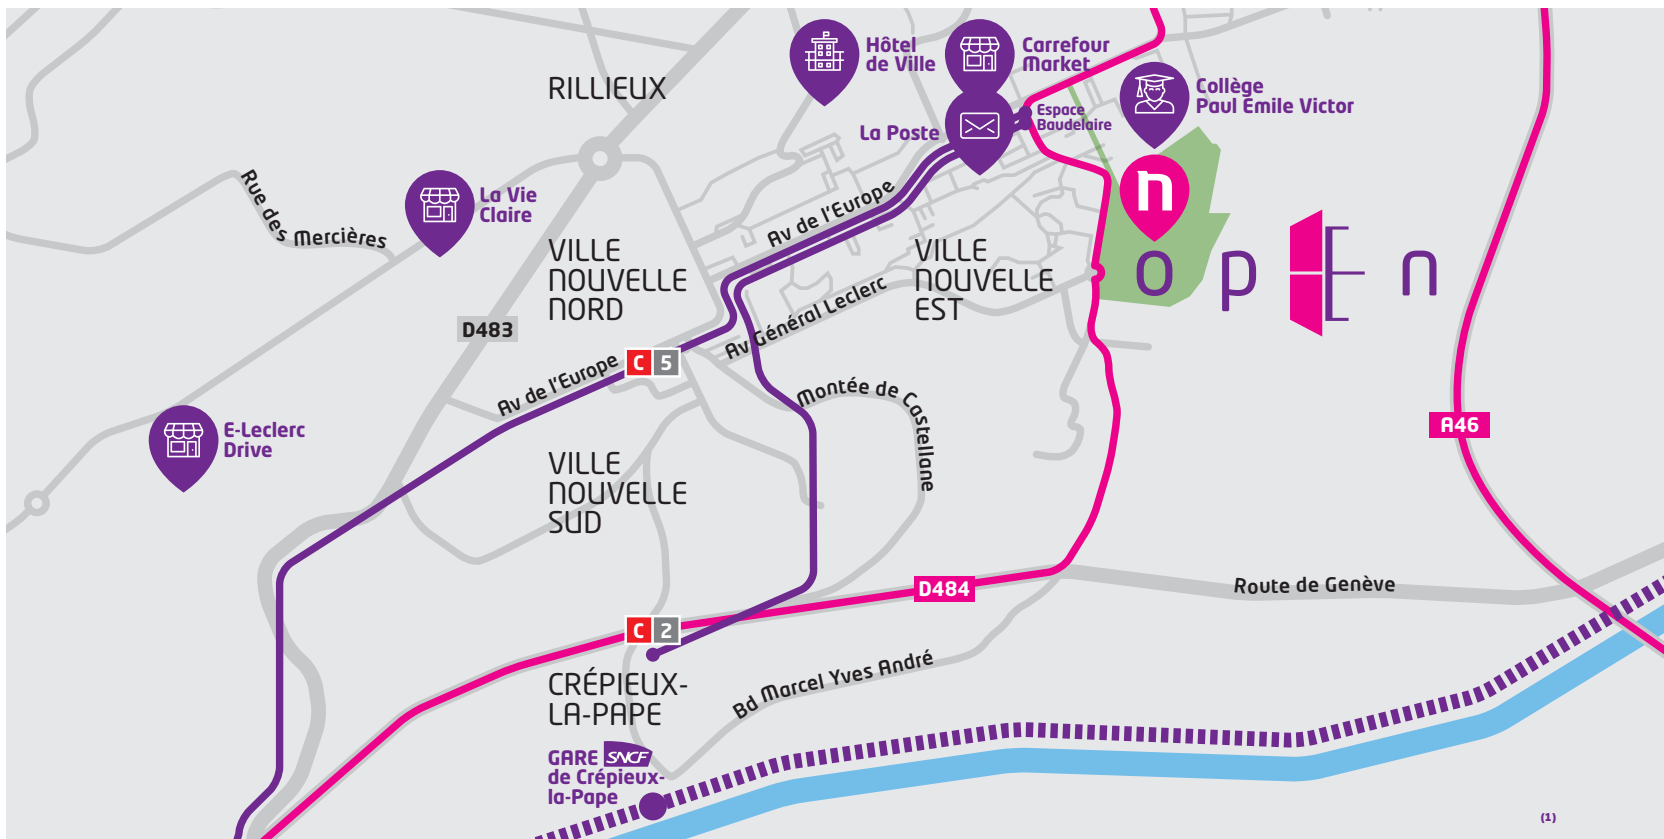 Hôtel
de Ville
Carrefour
Market
Collège
Paul Emile Victor
RILLIEUX
La Poste
Espace
Baudelaire
n
La Vie
Claire
Rue des Mercières
Av de l'Europe
VILLE
NOUVELLE
NORD
VILLE
NOUVELLE
EST
opEn
D483
Av Général Leclerc
C 5
Av de l'Europe
Montée de Castellane
E-Leclerc
Drive
A46
VILLE
NOUVELLE
SUD
D484
Route de Genève
C 2
CRÉPIEUX-
LA-PAPE
Bd Marcel Yves André
GARE SNCF
de Crépieux-
la-Pape
(1)